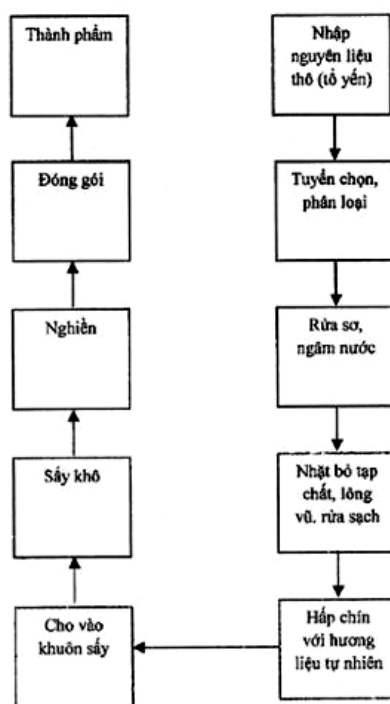 Nhập
nguyên liệu
thô (tổ yến)
Tuyển chọn,
phân loại
Rửa sơ,
ngâm nước
Nhặt bỏ tạp
chất, lông
vũ. rửa sạch
Hấp chín
với hương
liệu tự nhiên
Cho vào
khuôn sấy
Sấy khô
Nghiền
Đóng gói
Thành phẩm